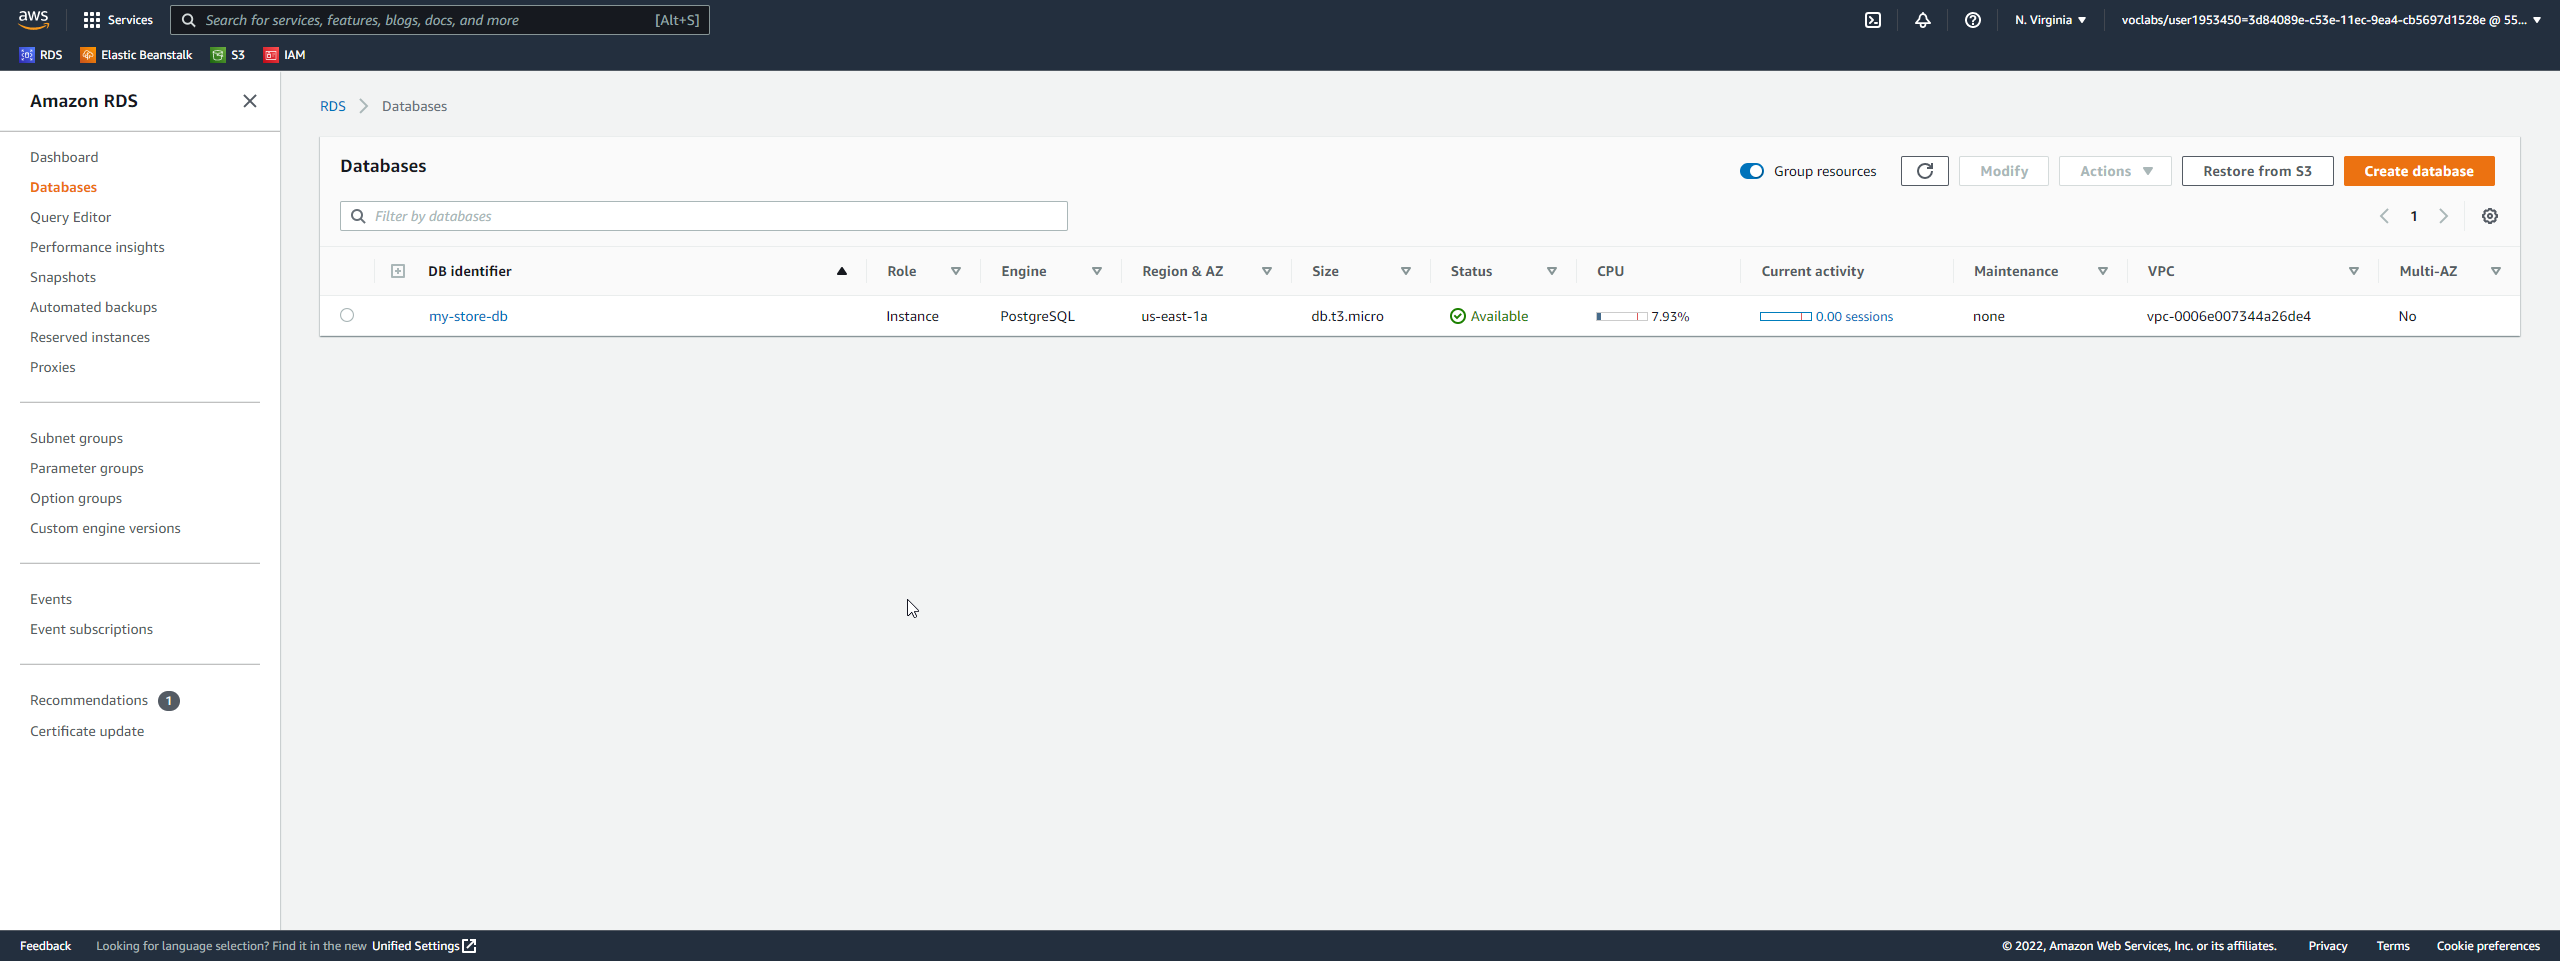 aws Services Search for services, features, blogs, docs, and more [Alt+S] N. Virginia ▼ voclabs/user1953450=3d84089e-c53e-11ec-9ea4-cb5697d1528e @ 55... ▼
RDS Elastic Beanstalk S3 IAM
Amazon RDS
Dashboard
Databases
Query Editor
Performance insights
Snapshots
Automated backups
Reserved instances
Proxies
Subnet groups
Parameter groups
Option groups
Custom engine versions
Events
Event subscriptions
Recommendations 1
Certificate update
RDS > Databases
Databases
Group resources Modify Actions Restore from S3 Create database
Filter by databases
1
DB identifier Role Engine Region & AZ Size Status CPU Current activity Maintenance VPC Multi-AZ
my-store-db Instance PostgreSQL us-east-1a db.t3.micro Available 7.93% 0.00 sessions none vpc-0006e007344a26de4 No
Feedback Looking for language selection? Find it in the new Unified Settings © 2022, Amazon Web Services, Inc. or its affiliates. Privacy Terms Cookie preferences